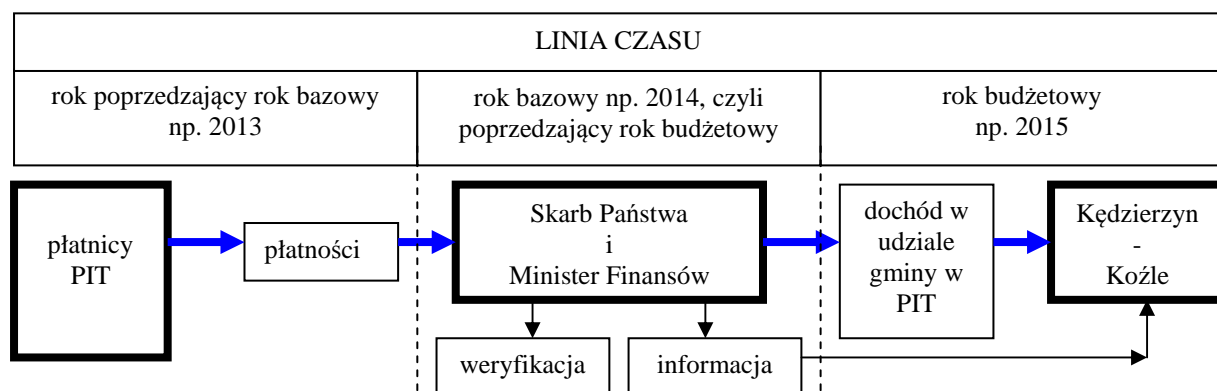 LINIA CZASU
rok poprzedzający rok bazowy
np. 2013
rok bazowy np. 2014, czyli
poprzedzający rok budżetowy
rok budżetowy
np. 2015
płatnicy
PIT
płatności
Skarb Państwa
i
Minister Finansów
dochód w
udziale
gminy w
PIT
Kędzierzyn
-
Koźle
weryfikacja
informacja